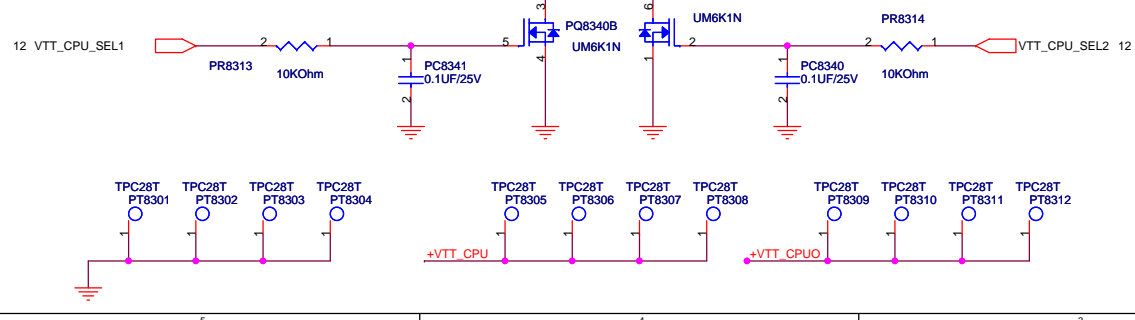 3
6
PQ8340B
UM6K1N
PR8314
12 VTT_CPU_SEL1
2
1
5
UM6K1N
2
2
1
VTT_CPU_SEL2 12
PR8313
10KOhm
1
PC8341
0.1UF/25V
2
4
1
1
PC8340
0.1UF/25V
2
10KOhm
TPC28T TPC28T TPC28T TPC28T TPC28T TPC28T TPC28T TPC28T TPC28T TPC28T TPC28T TPC28T
PT8301 PT8302 PT8303 PT8304 PT8305 PT8306 PT8307 PT8308 PT8309 PT8310 PT8311 PT8312
1 1 1 1 1 1 1 1 1 1 1 1
+VTT_CPU
+VTT_CPUO